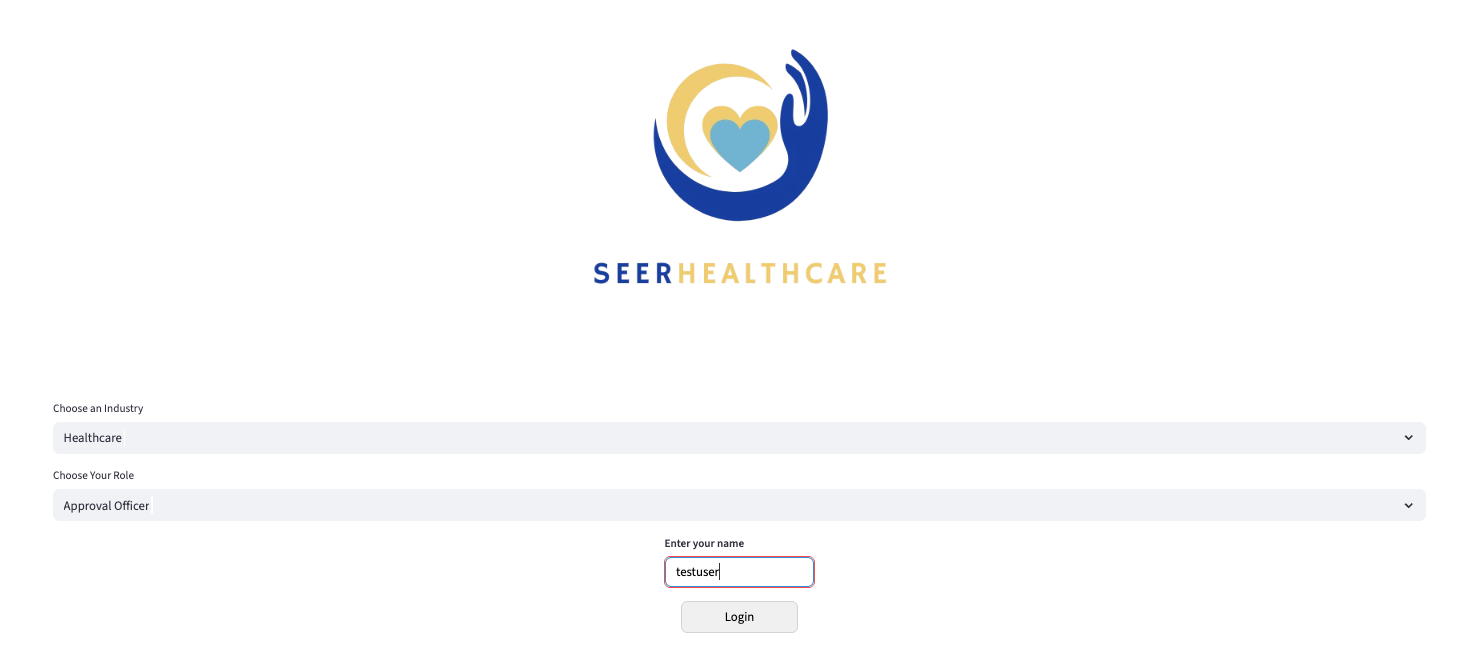 SEERHEALTHCARE
Choose an Industry
Healthcare
Choose Your Role
Approval Officer
Enter your name
testuser
Login